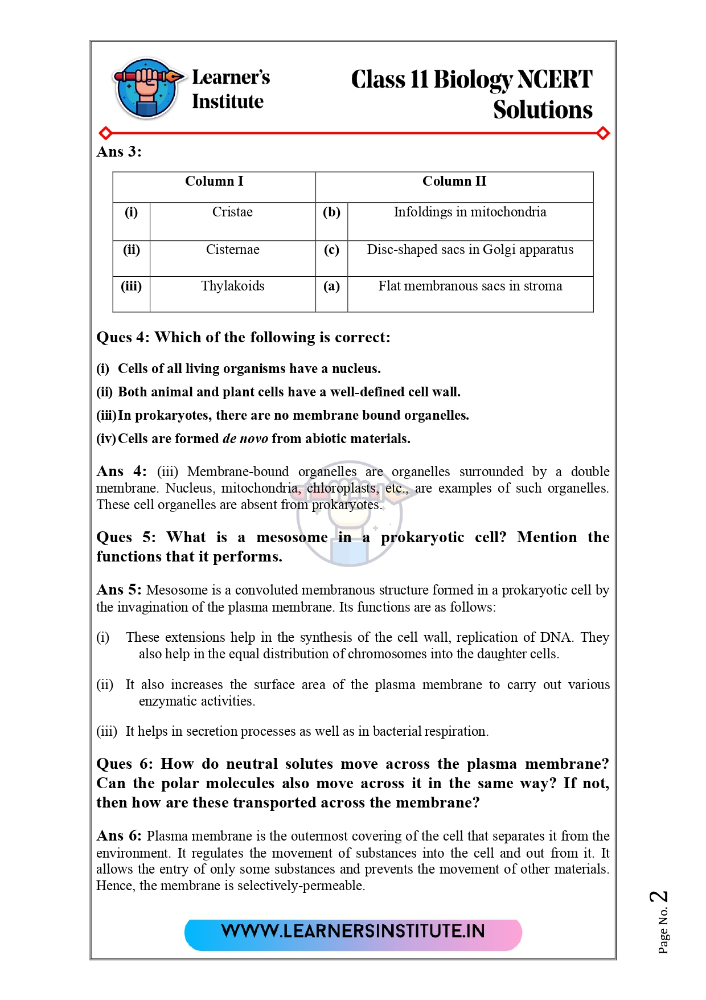 Learner's
Institute
Class 11 Biology NCERT
Solutions
Ans 3:
Column I Column II
(i) Cristae (b) Infoldings in mitochondria
(ii) Cisternae (c) Disc-shaped sacs in Golgi apparatus
(iii) Thylakoids (a) Flat membranous sacs in stroma
Ques 4: Which of the following is correct:
(i) Cells of all living organisms have a nucleus.
(ii) Both animal and plant cells have a well-defined cell wall.
(iii)In prokaryotes, there are no membrane bound organelles.
(iv) Cells are formed de novo from abiotic materials.
Ans 4: (iii) Membrane-bound organelles are organelles surrounded by a double
membrane. Nucleus, mitochondria, chloroplasts, etc., are examples of such organelles.
These cell organelles are absent from prokaryotes.
Ques 5: What is a mesosome in a prokaryotic cell? Mention the
functions that it performs.
Ans 5: Mesosome is a convoluted membranous structure formed in a prokaryotic cell by
the invagination of the plasma membrane. Its functions are as follows:
(i) These extensions help in the synthesis of the cell wall, replication of DNA. They
also help in the equal distribution of chromosomes into the daughter cells.
(ii) It also increases the surface area of the plasma membrane to carry out various
enzymatic activities.
(iii) It helps in secretion processes as well as in bacterial respiration.
Ques 6: How do neutral solutes move across the plasma membrane?
Can the polar molecules also move across it in the same way? If not,
then how are these transported across the membrane?
Ans 6: Plasma membrane is the outermost covering of the cell that separates it from the
environment. It regulates the movement of substances into the cell and out from it. It
allows the entry of only some substances and prevents the movement of other materials.
Hence, the membrane is selectively-permeable.
WWW.LEARNERSINSTITUTE.IN
Page No. 2